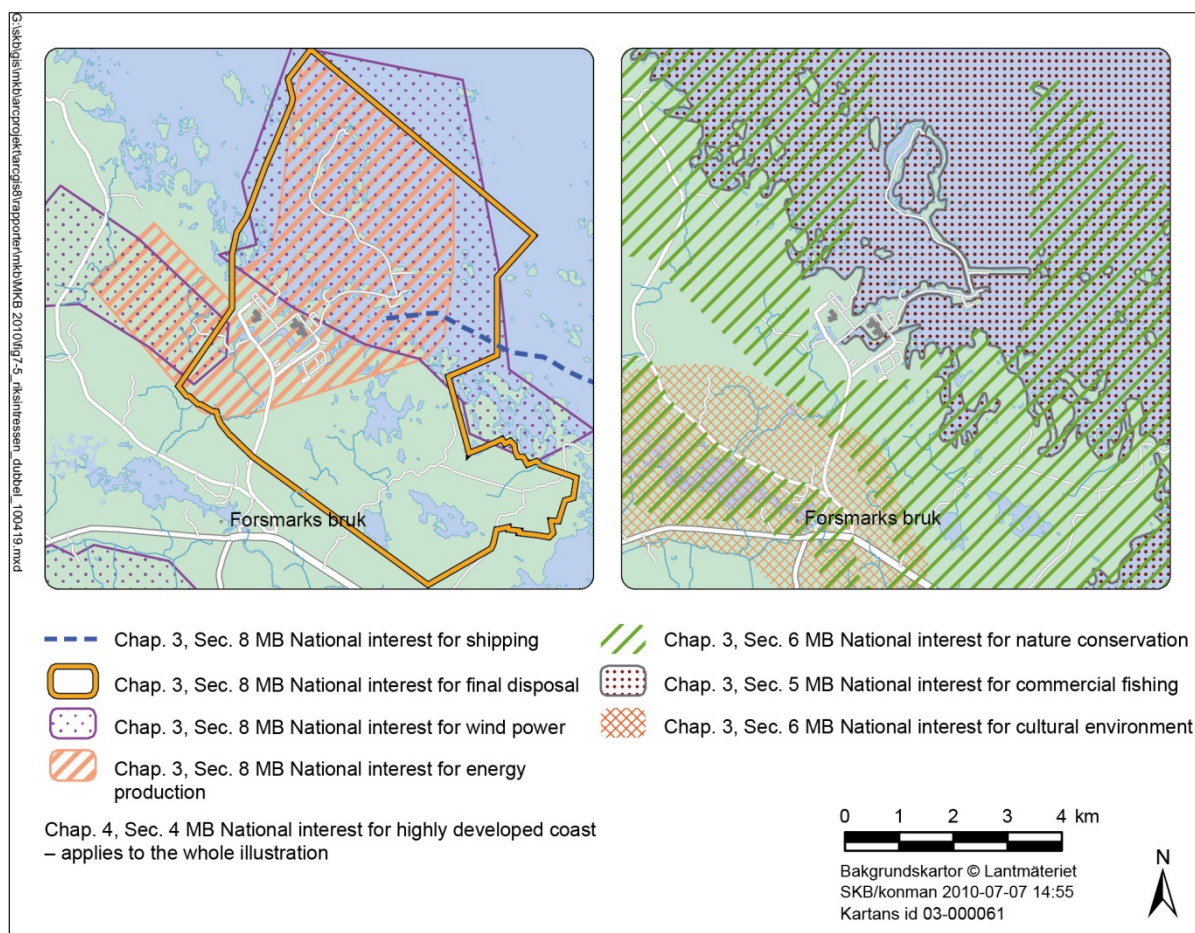 G:\skb\gis\mkb\arcprojekt\arcgis8\rapporter\mkb\MKB 2010\fig7-5_riksintressen_dubbel_100419.mxd
Forsmarks bruk
Forsmarks bruk
Chap. 3, Sec. 8 MB National interest for shipping
Chap. 3, Sec. 8 MB National interest for final disposal
Chap. 3, Sec. 8 MB National interest for wind power
Chap. 3, Sec. 8 MB National interest for energy
production
Chap. 4, Sec. 4 MB National interest for highly developed coast
– applies to the whole illustration
Chap. 3, Sec. 6 MB National interest for nature conservation
Chap. 3, Sec. 5 MB National interest for commercial fishing
Chap. 3, Sec. 6 MB National interest for cultural environment
0 1 2 3 4 km
Bakgrundskartor © Lantmäteriet
SKB/konman 2010-07-07 14:55
Kartans id 03-000061
N